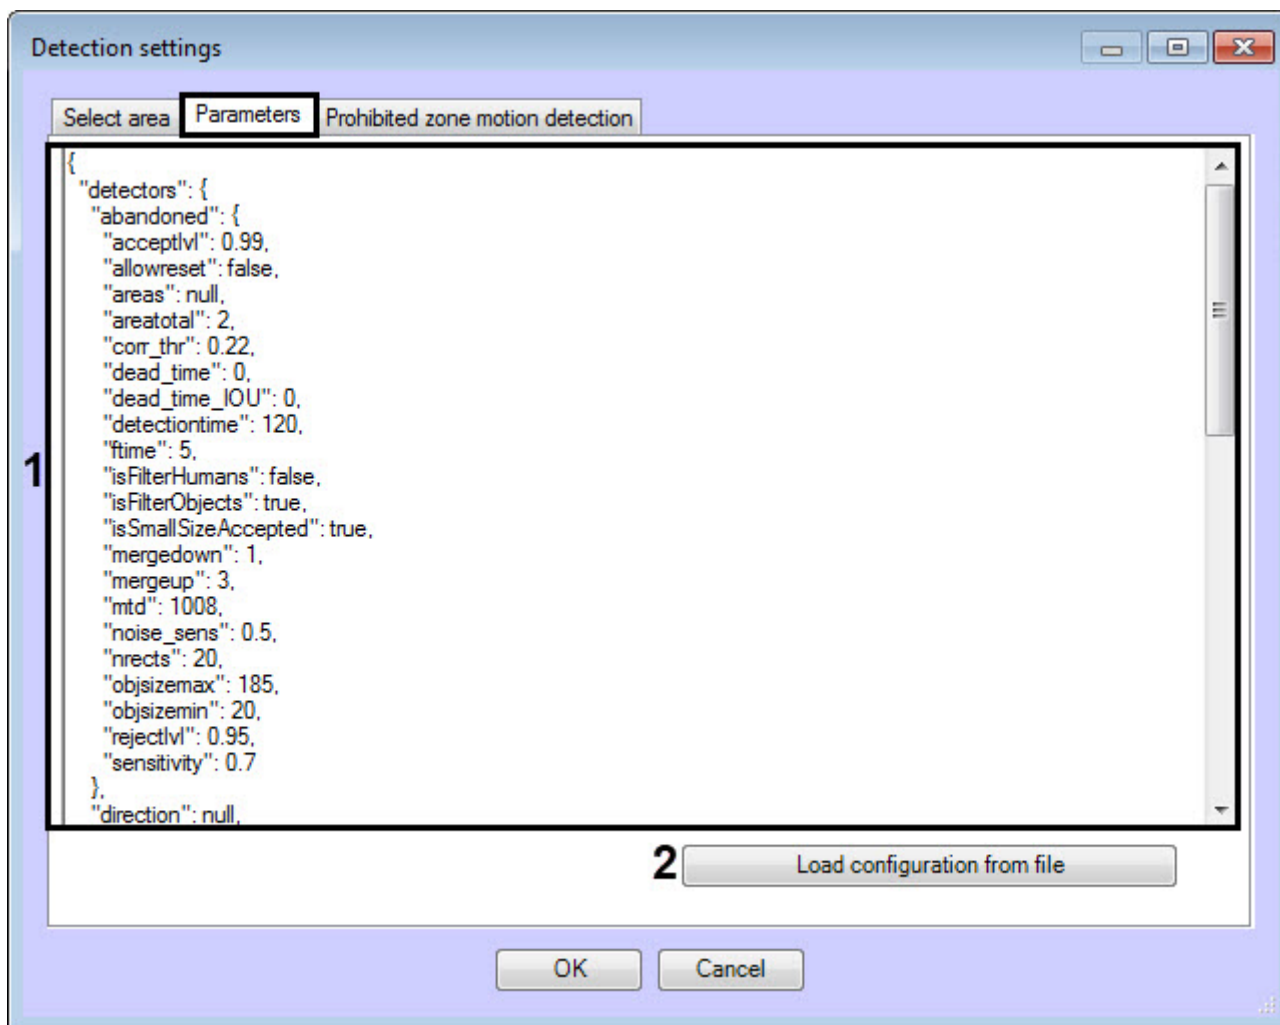 Detection settings
Select area Parameters Prohibited zone motion detection
{
"detectors": {
"abandoned": {
"acceptlvl": 0.99,
"allowreset": false,
"areas": null,
"areatotal": 2,
"corr_thr": 0.22,
"dead_time": 0,
"dead_time_IOU": 0,
"detectiontime": 120,
"ftime": 5,
"isFilterHumans": false,
"isFilterObjects": true,
"isSmallSizeAccepted": true,
"mergedown": 1,
"mergeup": 3,
"mtd": 1008,
"noise_sens": 0.5,
"nrects": 20,
"objsizemax": 185,
"objsizemin": 20,
"rejectlvl": 0.95,
"sensitivity": 0.7
},
"direction": null,
1
2 Load configuration from file
OK Cancel